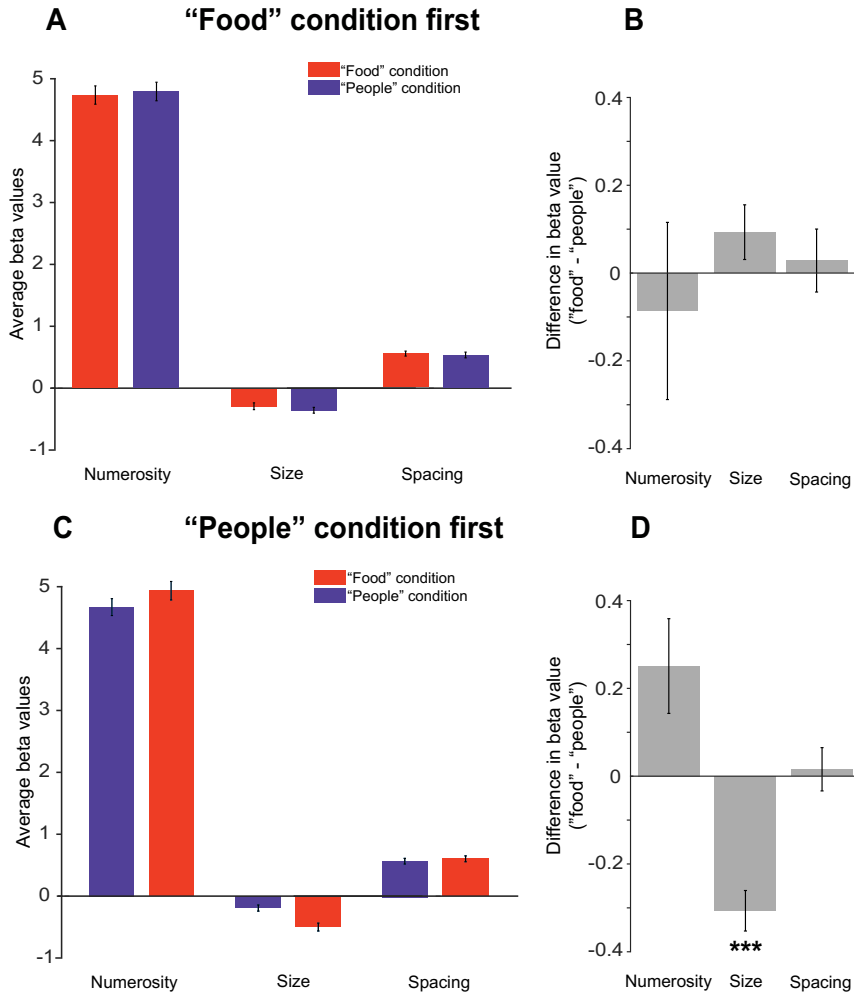 A “Food” condition first
“Food” condition
“People” condition
Average beta values
5
4
3
2
1
0
-1
Numerosity Size Spacing
B
Difference in beta value
("food" - “people”)
0.4
0.2
0
-0.2
-0.4
Numerosity Size Spacing
C “People” condition first
“Food” condition
“People” condition
Average beta values
5
4
3
2
1
0
-1
Numerosity Size Spacing
D
Difference in beta value
("food" - “people”)
0.4
0.2
0
-0.2
-0.4
***
Numerosity Size Spacing